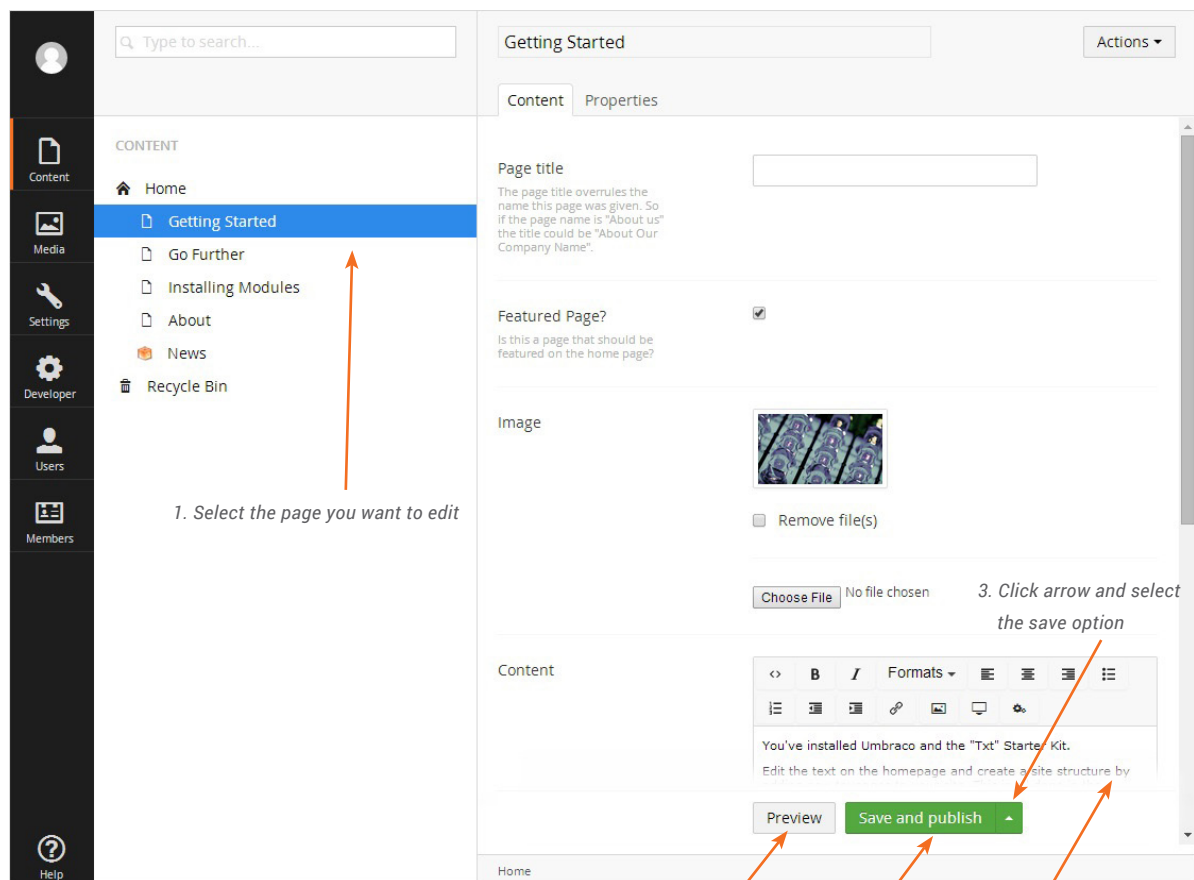 Type to search...
Getting Started
Actions
Content Properties
Content
Media
Settings
Developer
Users
Members
Help
CONTENT
Home
Getting Started
Go Further
Installing Modules
About
News
Recycle Bin
1. Select the page you want to edit
Page title
The page title overrules the
name this page was given. So
if the page name is "About us"
the title could be "About Our
Company Name".
Featured Page?
Is this a page that should be
featured on the home page?
Image
Remove file(s)
Choose File No file chosen
3. Click arrow and select
the save option
Content
B I Formats
You've installed Umbraco and the "Txt" Starter Kit.
Edit the text on the homepage and create a site structure by
Preview Save and publish
Home